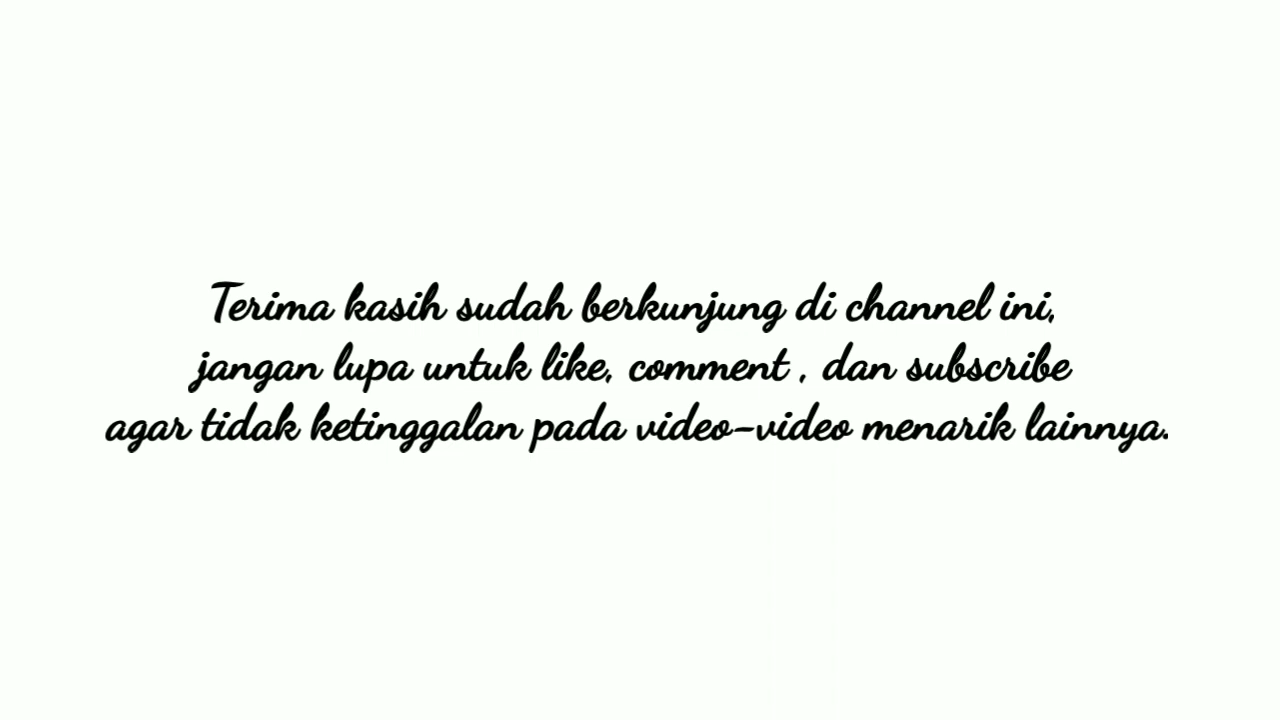 Terima kasih sudah berkunjung di channel ini,
jangan lupa untuk like, comment , dan subscribe
agar tidak ketinggalan pada video-video menarik lainnya.